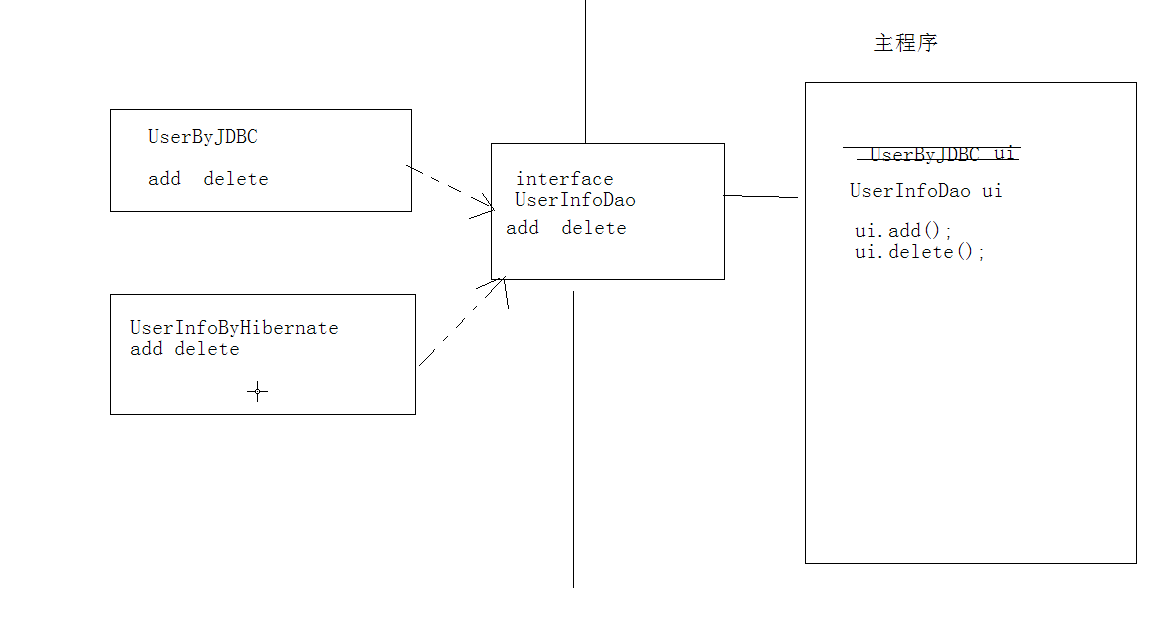 主程序
UserByJDBC
add delete
interface
UserInfoDao
add delete
UserInfoByHibernate
add delete
UserByJDBC ui
UserInfoDao ui
ui.add();
ui.delete();